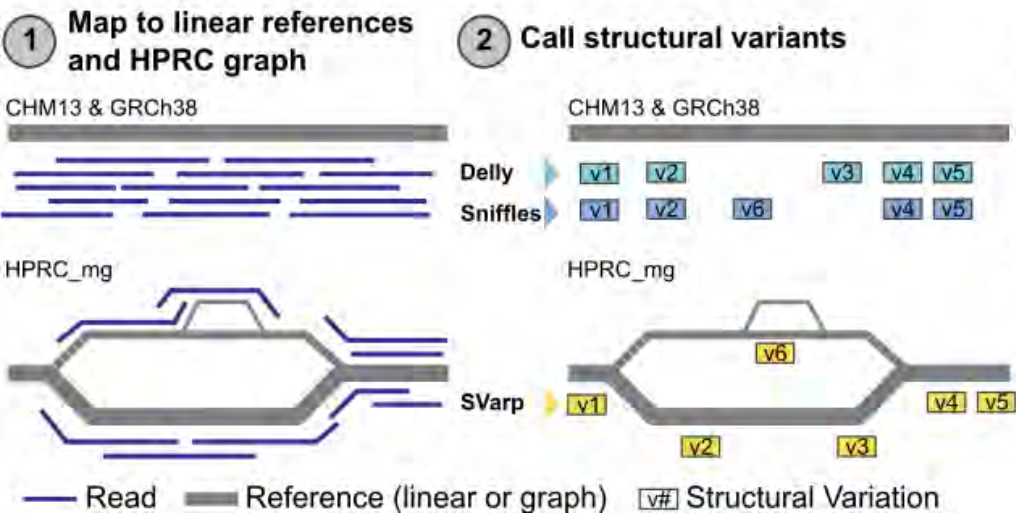 1 Map to linear references
and HPRC graph
CHM13 & GRCh38
HPRC_mg
2 Call structural variants
CHM13 & GRCh38
Delly v1 v2 v3 v4 v5
Sniffles v1 v2 v6 v4 v5
HPRC_mg
v6
SVarp v1 v4 v5
v2 v3
Read Reference (linear or graph) v# Structural Variation